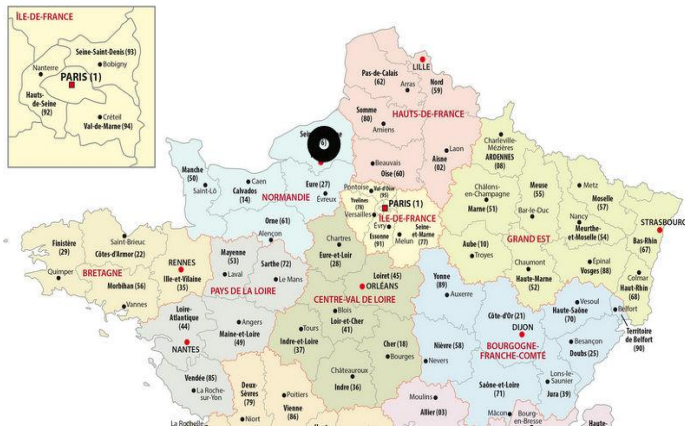 ÎLE-DE-FRANCE
Seine-Saint-Denis (93)
Nanterre
Bobigny
PARIS (1)
Hauts-
de-Seine
(92)
Créteil
Val-de-Marne (94)
LILLE
Pas-de-Calais
(62)
Nord
(59)
Arras
Somme
(80)
HAUTS-DE-FRANCE
Amiens
Laon
Aisne
(02)
Beauvais
Oise (60)
Charleville-
Mézières
ARDENNES
(08)
Manche
(50)
Saint-Lô
Caen
Calvados
(14)
Eure (27)
NORMANDIE
Évreux
Orne (61)
Alençon
Pontoise
Val-d'Oise
(95)
Yvelines
(78)
PARIS (1)
Versailles
ÎLE-DE-FRANCE
Évry
Essonne
(91)
Melun
Seine-
et-Marne
(77)
Châlons-
en-Champagne
Marne (51)
Meuse
(55)
Metz
Moselle
(57)
Bar-le-Duc
Nancy
Meurthe-
et-Moselle (54)
STRASBOURG
Bas-Rhin
(67)
GRAND EST
Aube (10)
Troyes
Chaumont
Haute-Marne
(52)
Épinal
Vosges (88)
Colmar
Haut-Rhin
(68)
Finistère
(29)
Saint-Brieuc
Côtes-d'Armor (22)
Quimper
BRETAGNE
RENNES
Ille-et-Vilaine
(35)
Morbihan (56)
Vannes
Mayenne
(53)
Laval
Sarthe (72)
Le Mans
PAYS DE LA LOIRE
Loire-
Atlantique
(44)
Angers
Maine-et-Loire
(49)
NANTES
Vendée (85)
La Roche-
sur-Yon
Chartres
Eure-et-Loir
(28)
Loiret (45)
ORLÉANS
CENTRE-VAL DE LOIRE
Blois
Loir-et-Cher
(41)
Tours
Indre-et-Loire
(37)
Cher (18)
Bourges
Châteauroux
Indre (36)
Yonne
(89)
Auxerre
Côte-d'Or (21)
DIJON
Nièvre (58)
Nevers
BOURGOGNE-
FRANCHE-COMTÉ
Vesoul
Haute-Saône
(70)
Belfort
Territoire
de Belfort
(90)
Besançon
Doubs (25)
Lons-le-
Saunier
Jura (39)
Saône-et-Loire
(71)
Mâcon
Bourg-
en-Bresse
Moulins
Allier (03)
Deux-
Sèvres
(79)
Poitiers
Vienne
(86)
Niort
La Rochelle
Haute-